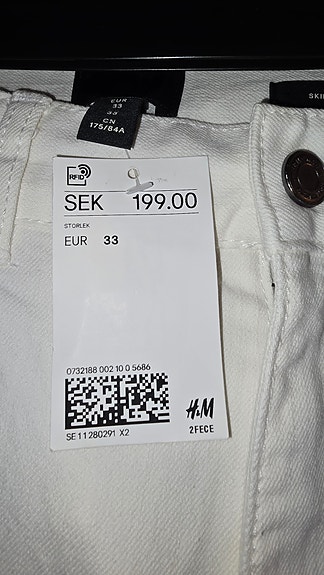 EUR
33
33
CN
175/84A
SKI
RFID
SEK 199.00
STORLEK
EUR 33
0732188 002 10 0 5686
SE 11280291 X2
H&M
2FECE